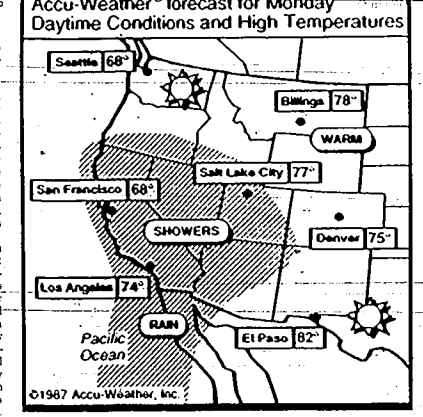 Accu-Weather® forecast for Monday
Daytime Conditions and High Temperatures
Seattle 68°
Billings 78°
WARM
Salt Lake City 77°
San Francisco 68°
SHOWERS
Denver 75°
Los Angeles 74°
RAIN
El Paso 82°
Pacific
Ocean
©1987 Accu-Weather, Inc.